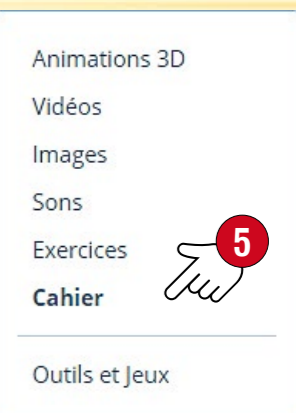 Animations 3D
Vidéos
Images
Sons
Exercices
5
Cahier
Outils et Jeux